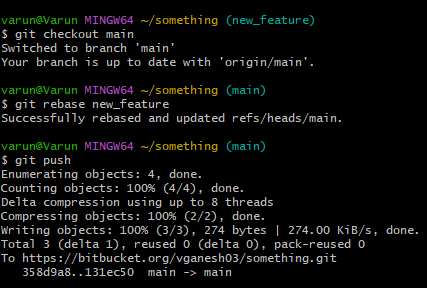 varun@Varun MINGW64 ~/something (new_feature)
$ git checkout main
Switched to branch 'main'
Your branch is up to date with 'origin/main'.
varun@Varun MINGW64 ~/something (main)
$ git rebase new_feature
Successfully rebased and updated refs/heads/main.
varun@Varun MINGW64 ~/something (main)
$ git push
Enumerating objects: 4, done.
Counting objects: 100% (4/4), done.
Delta compression using up to 8 threads
Compressing objects: 100% (2/2), done.
Writing objects: 100% (3/3), 274 bytes | 274.00 KiB/s, done.
Total 3 (delta 1), reused 0 (delta 0), pack-reused 0
To https://bitbucket.org/vganesh03/something.git
   358d9a8..131ec50  main -> main